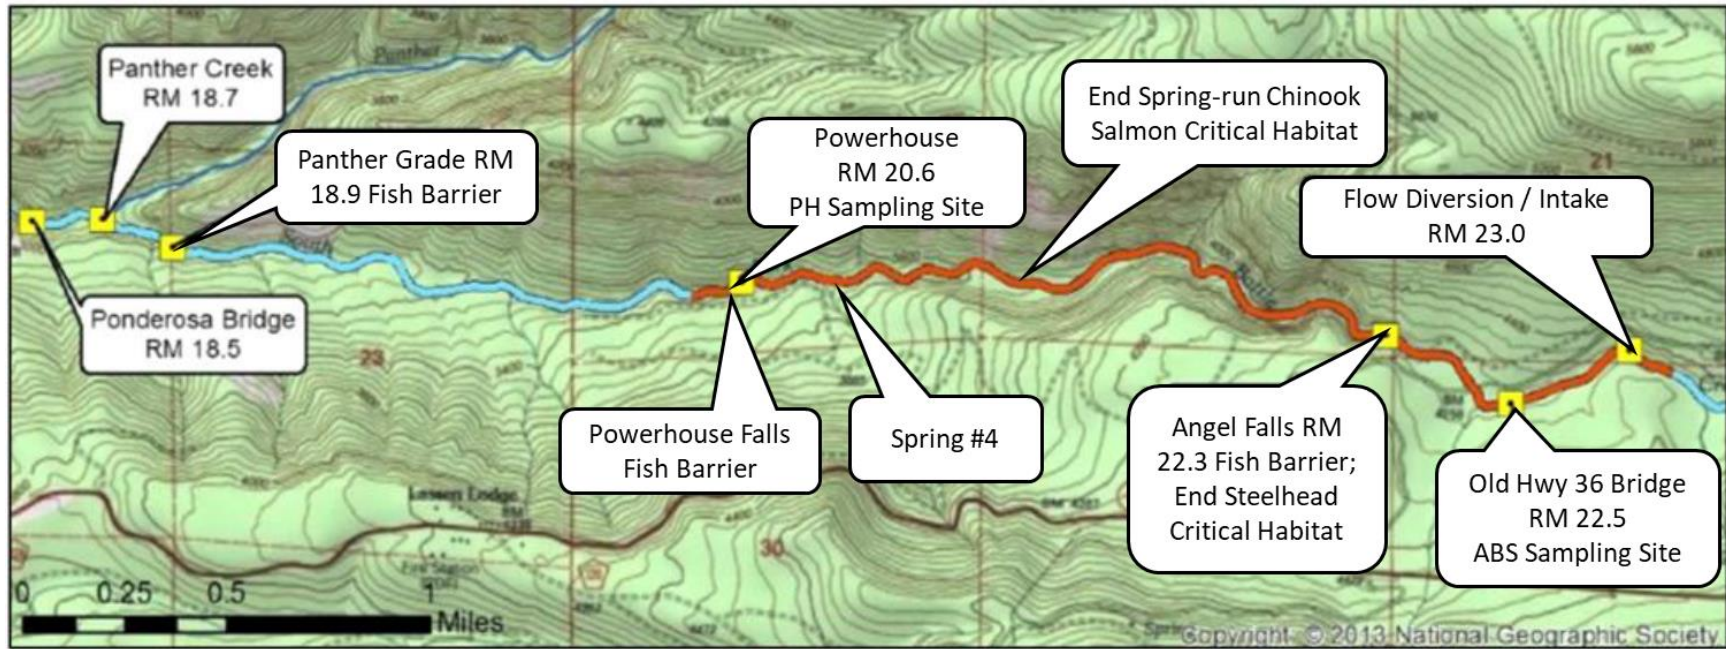 Panther
Panther Creek
RM 18.7
Panther Grade RM
18.9 Fish Barrier
Powerhouse
RM 20.6
PH Sampling Site
End Spring-run Chinook
Salmon Critical Habitat
21
Flow Diversion / Intake
RM 23.0
South
Battle
Ponderosa Bridge
RM 18.5
23
Powerhouse Falls
Fish Barrier
Spring #4
Angel Falls RM
22.3 Fish Barrier;
End Steelhead
Critical Habitat
Old Hwy 36 Bridge
RM 22.5
ABS Sampling Site
Lassen Lodge
30
Fire Station
0 0.25 0.5 1
Miles
Copyright: © 2013 National Geographic Society